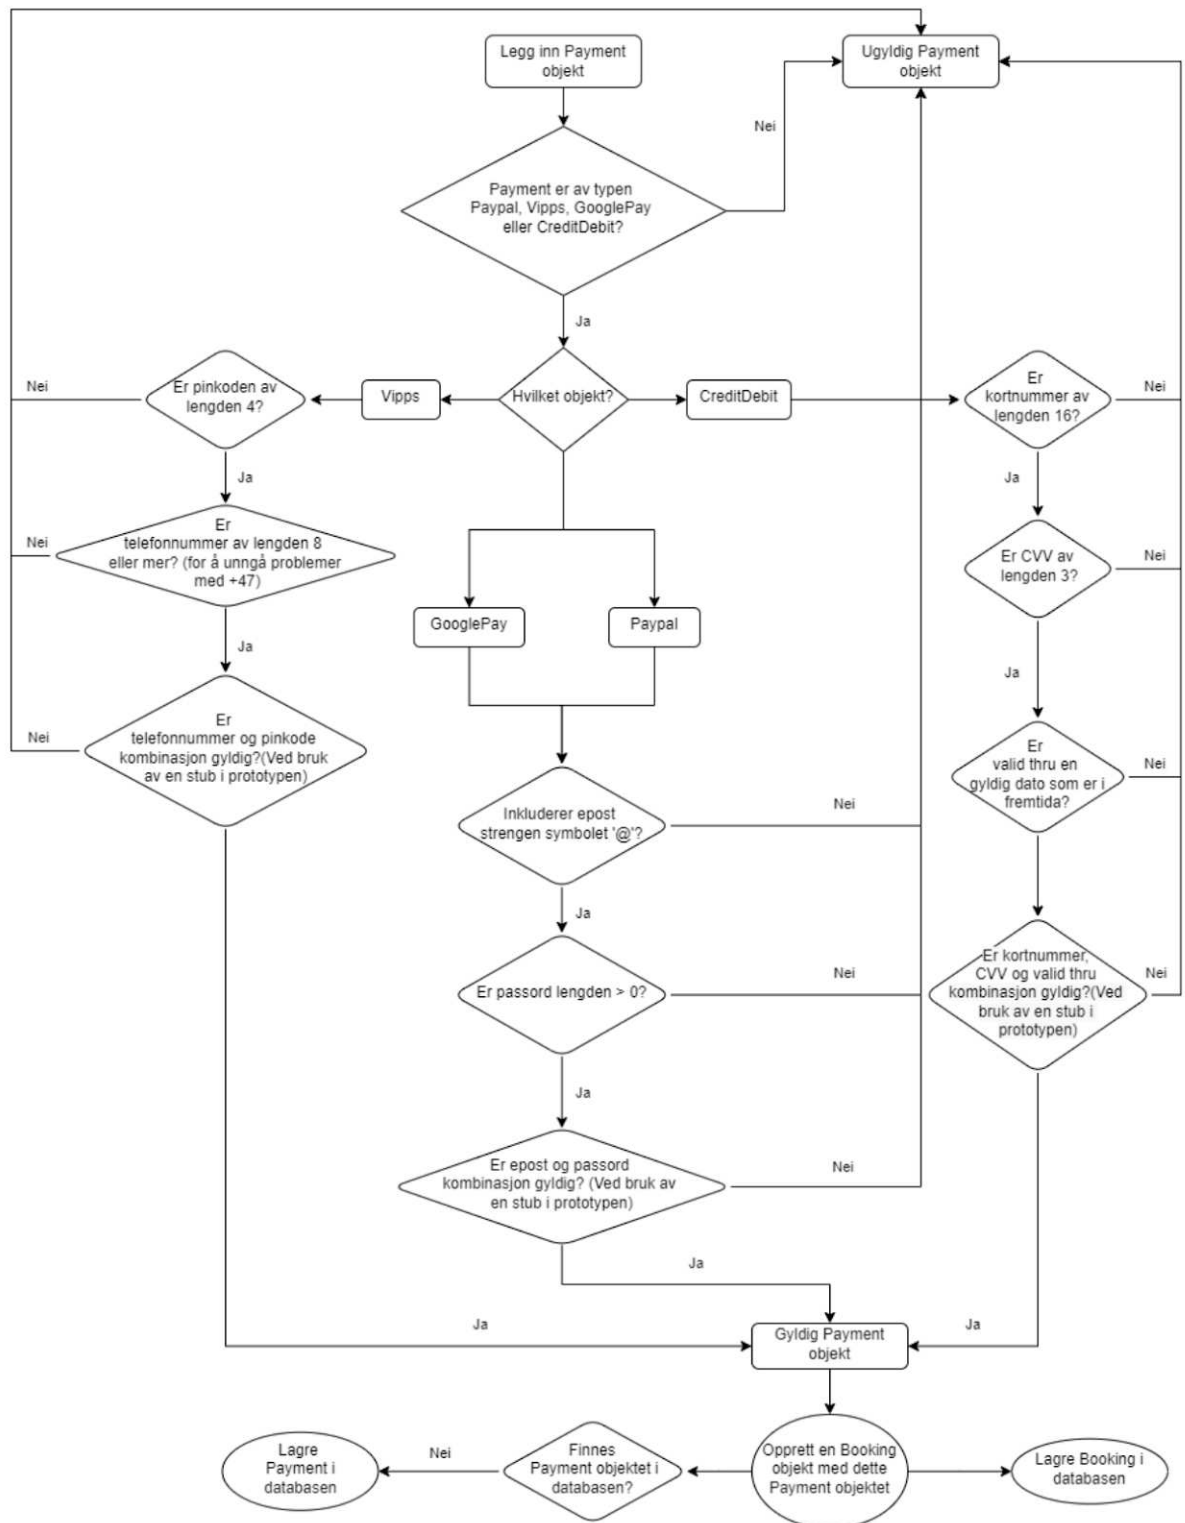 Legg inn Payment
objekt
Ugyldig Payment
objekt
Nei
Payment er av typen
Paypal, Vipps, GooglePay
eller CreditDebit?
Ja
Nei
Er pinkoden av
lengden 4?
Vipps
Hvilket objekt?
CreditDebit
Er
kortnummer av
lengden 16?
Nei
Ja
Ja
Nei
Er
telefonnummer av lengden 8
eller mer? (for å unngå problemer
med +47)
Er CVV av
lengden 3?
Nei
GooglePay
Paypal
Ja
Ja
Nei
Er
telefonnummer og pinkode
kombinasjon gyldig?(Ved bruk
av en stub i prototypen)
Er
valid thru en
gyldig dato som er i
fremtida?
Nei
Inkluderer epost
strengen symbolet '@'?
Nei
Ja
Er passord lengden > 0?
Nei
Er kortnummer,
CVV og valid thru
kombinasjon gyldig?(Ved
bruk av en stub i
prototypen)
Nei
Ja
Er epost og passord
kombinasjon gyldig? (Ved bruk av
en stub i prototypen)
Nei
Ja
Ja
Gyldig Payment
objekt
Ja
Lagre
Payment i
databasen
Nei
Finnes
Payment objektet i
databasen?
Opprett en Booking
objekt med dette
Payment objektet
Lagre Booking i
databasen